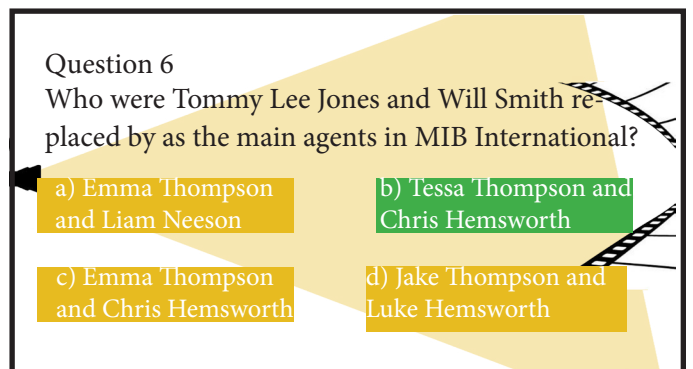 Question 6
Who were Tommy Lee Jones and Will Smith re-
placed by as the main agents in MIB International?
a) Emma Thompson
and Liam Neeson
b) Tessa Thompson and
Chris Hemsworth
c) Emma Thompson
and Chris Hemsworth
d) Jake Thompson and
Luke Hemsworth